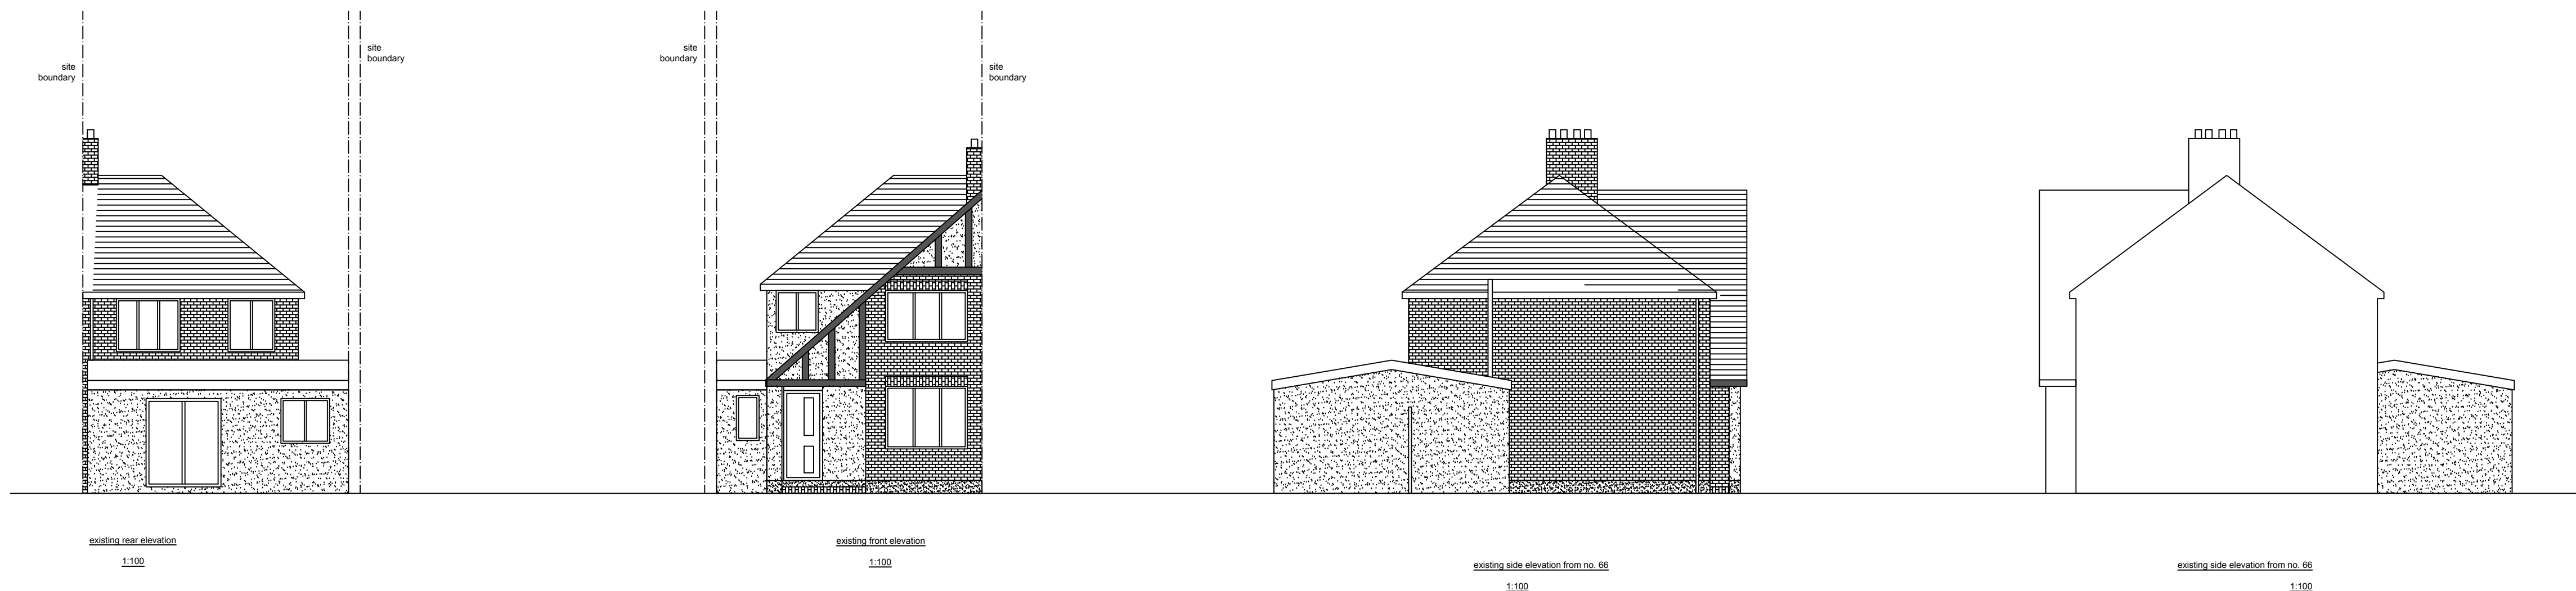 site
boundary
site
boundary
site
boundary
site
boundary
existing rear elevation
1:100
existing front elevation
1:100
existing side elevation from no. 66
1:100
existing side elevation from no. 66
1:100